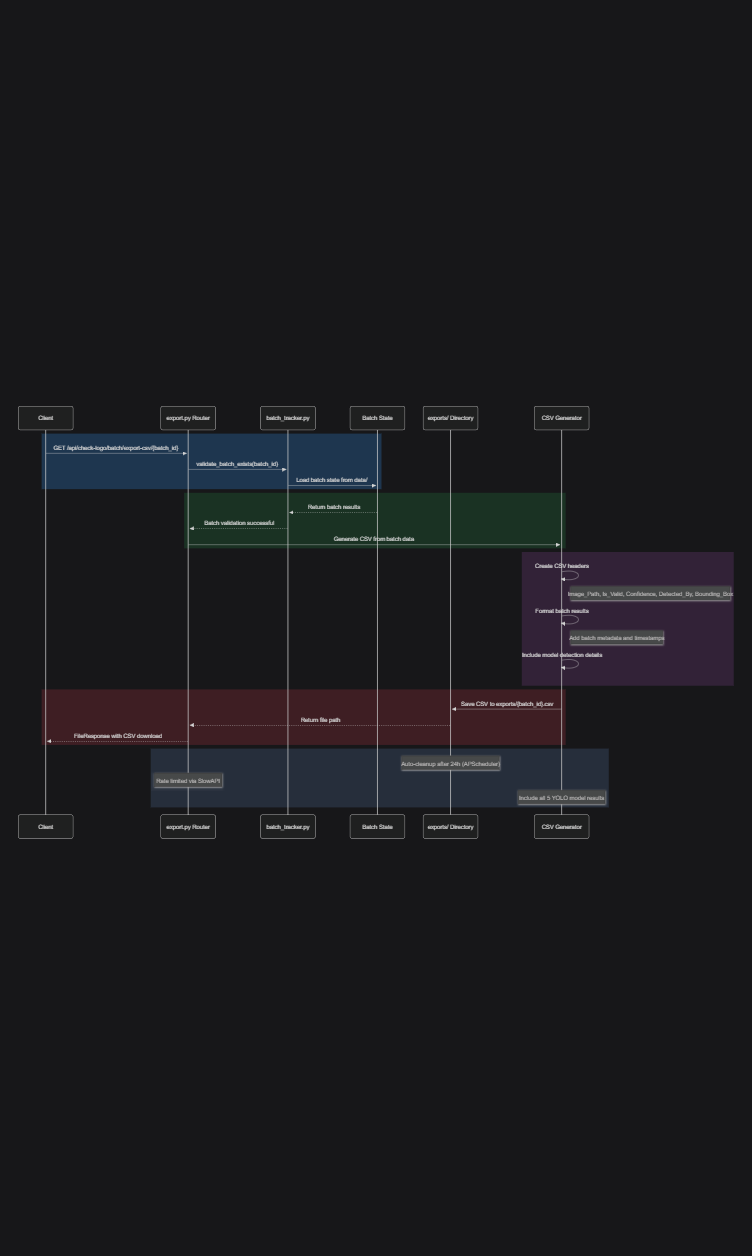 Client
export.py Router
batch_tracker.py
Batch State
exports/ Directory
CSV Generator
GET /api/check-logo/batch/export-csv/{batch_id}
validate_batch_exists(batch_id)
Load batch state from data/
Return batch results
Batch validation successful
Generate CSV from batch data
Create CSV headers
Image_Path, Is_Valid, Confidence, Detected_By, Bounding_Box
Format batch results
Add batch metadata and timestamps
Include model detection details
Save CSV to exports/{batch_id}.csv
Return file path
FileResponse with CSV download
Auto-cleanup after 24h (APScheduler)
Rate limited via SlowAPI
Include all 5 YOLO model results
Client
export.py Router
batch_tracker.py
Batch State
exports/ Directory
CSV Generator